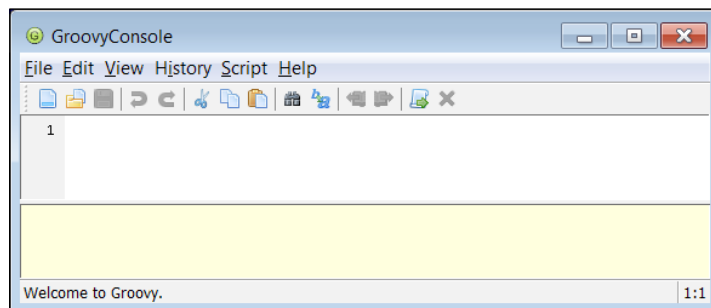 GroovyConsole
File Edit View History Script Help
1
Welcome to Groovy.
1:1